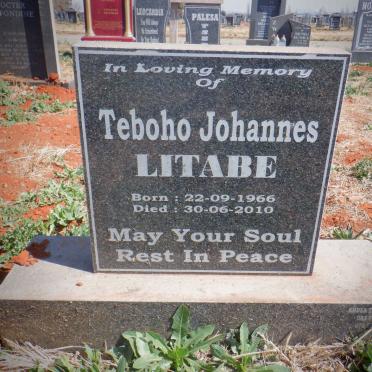 In Loving Memory
Of
Teboho Johannes
LITABE
Born : 22-09-1966
Died : 30-06-2010
May Your Soul
Rest In Peace
PALESA